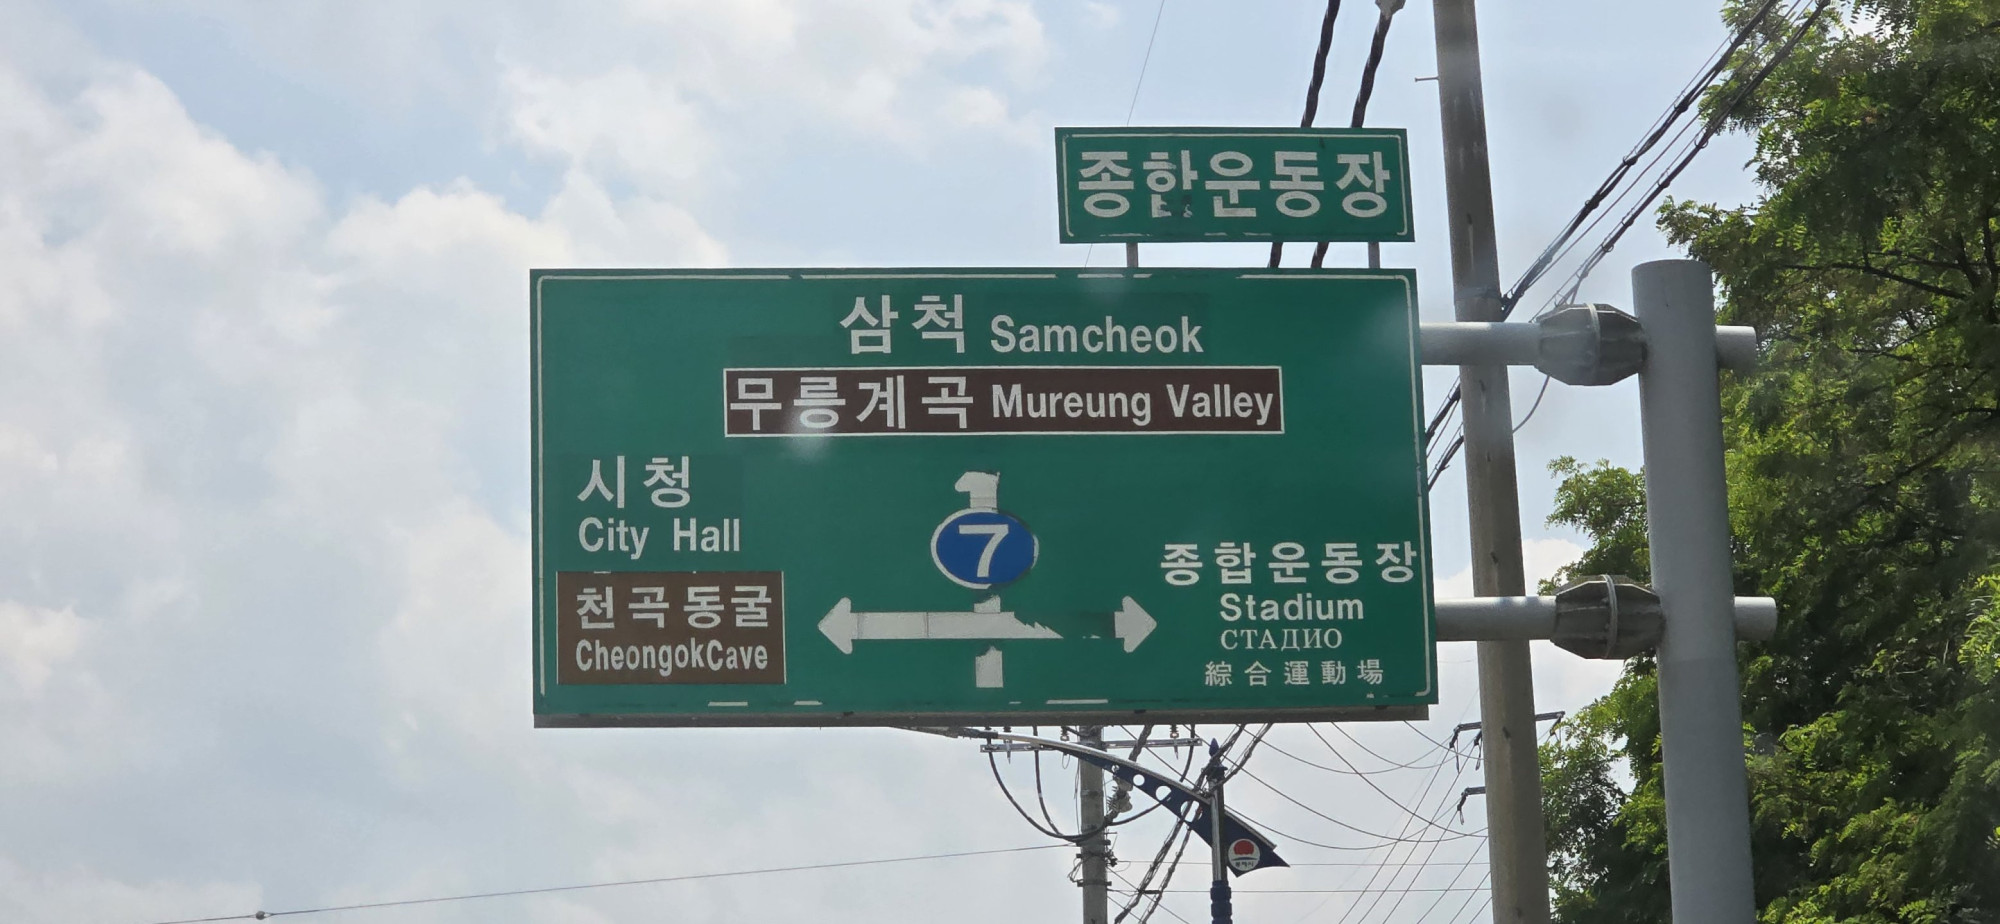 종합운동장
삼척 Samcheok
무릉계곡 Mureung Valley
시청
City Hall
천곡동굴
CheongokCave
7
종합운동장
Stadium
СТАДИО
綜合運動場